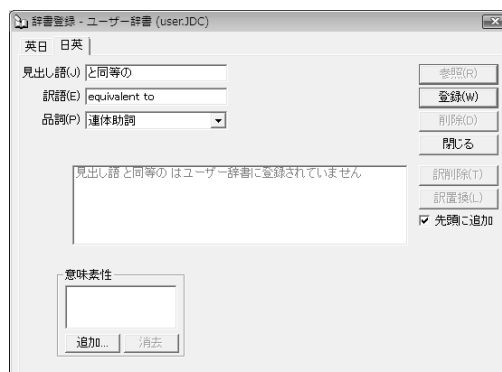 辞書登録 - ユーザー辞書 (user.JDC)
英日 日英
見出し語(J) と同等の
訳語(E) equivalent to
品詞(P) 連体助詞
参照(R)
登録(W)
削除(D)
閉じる
見出し語 と同等の はユーザー辞書に登録されていません
訳削除(T)
訳置換(L)
先頭に追加
意味素性
追加... 消去